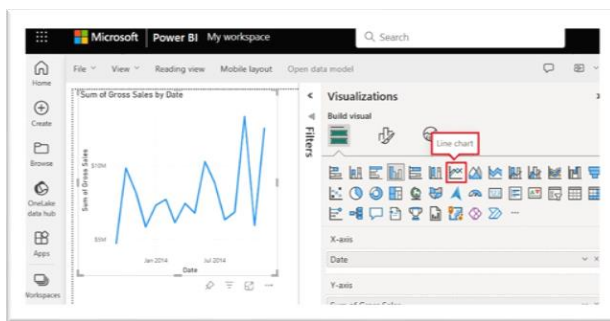 Microsoft Power BI My workspace Search
File View Reading view Mobile layout Open data model
Home
Create
Browse
OneLake data hub
Apps
Workspaces
Sum of Gross Sales by Date
Sum of Gross Sales
$10M
$5M
Jan 2014 Jul 2014
Date
Filters
Visualizations
Build visual
Line chart
X-axis
Date
Y-axis
Sum of Gross Sales